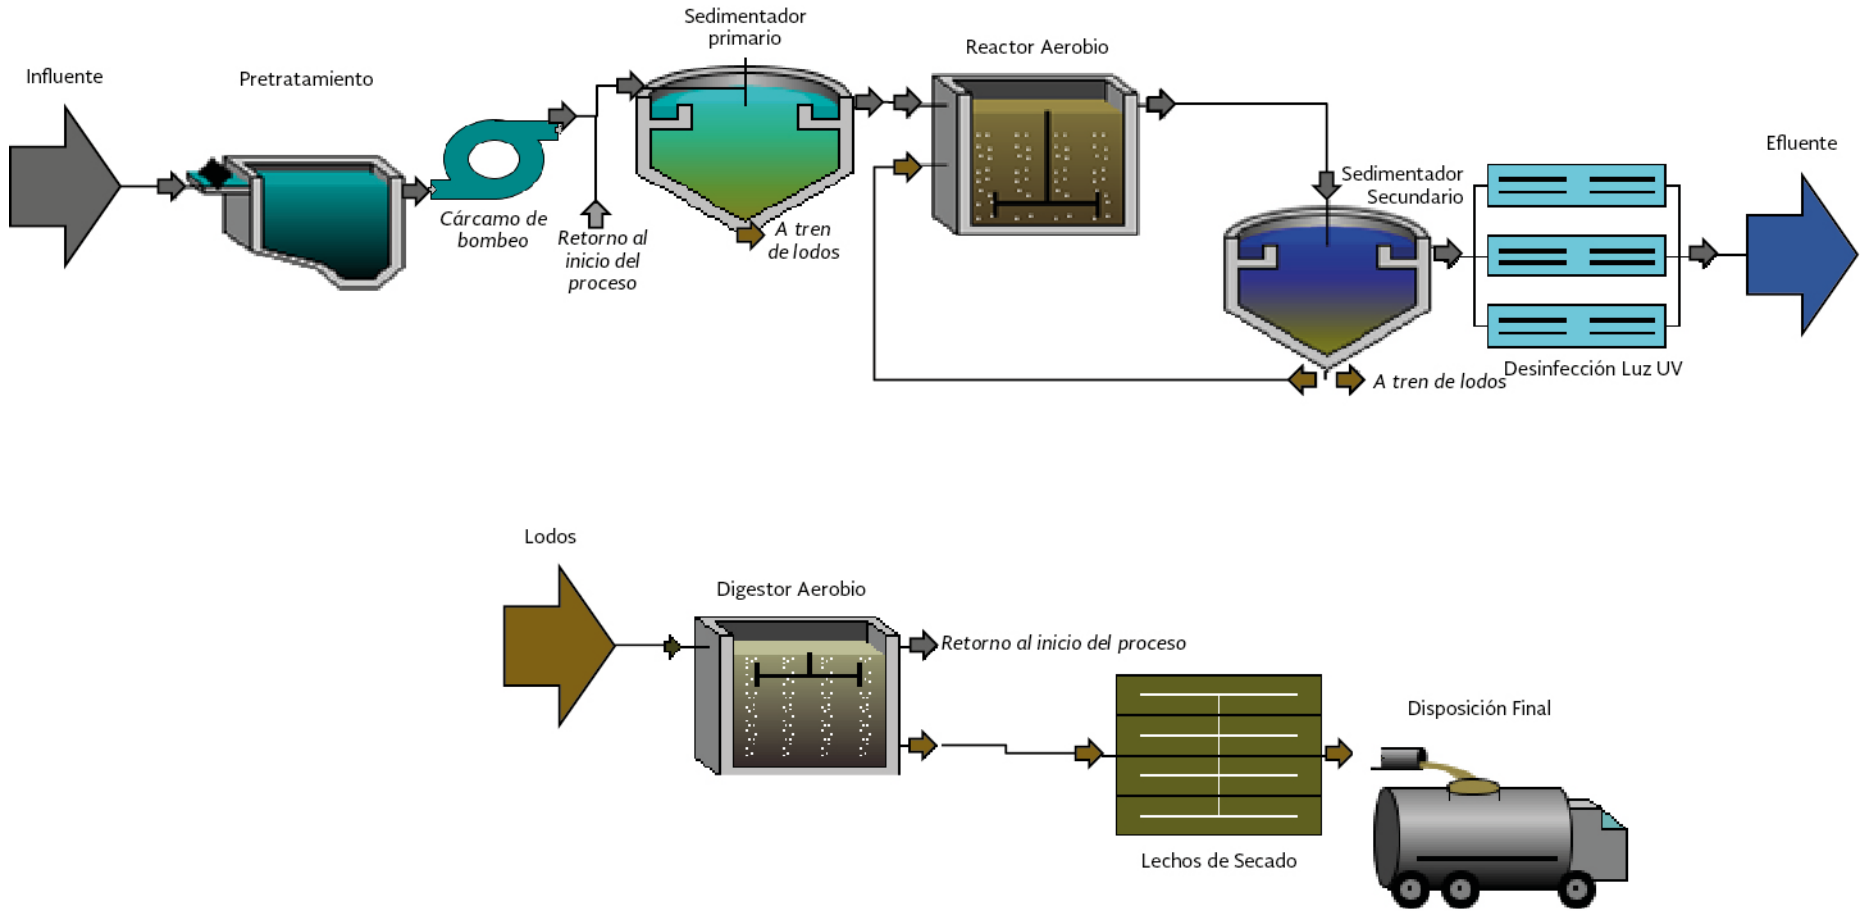 Influente
Pretratamiento
Cárcamo de
bombeo
Retorno al
inicio del
proceso
Sedimentador
primario
A tren
de lodos
Reactor Aerobio
Sedimentador
Secundario
A tren de lodos
Desinfección Luz UV
Efluente
Lodos
Digestor Aerobio
Retorno al inicio del proceso
Lechos de Secado
Disposición Final